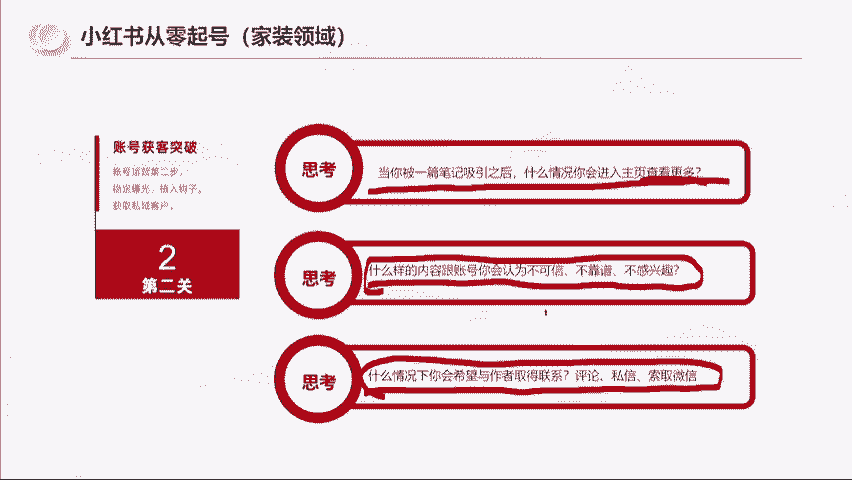 小红书从零起号（家装领域）
账号获客突破
账号运营第二步，
稳定曝光，植入钩子。
获取私域客户。
2
第二关
思考
当你被一篇笔记吸引之后，什么情况你会进入主页查看更多？
思考
什么样的内容跟账号你会认为不可信、不靠谱、不感兴趣？
思考
什么情况下你会希望与作者取得联系？评论、私信、索取微信